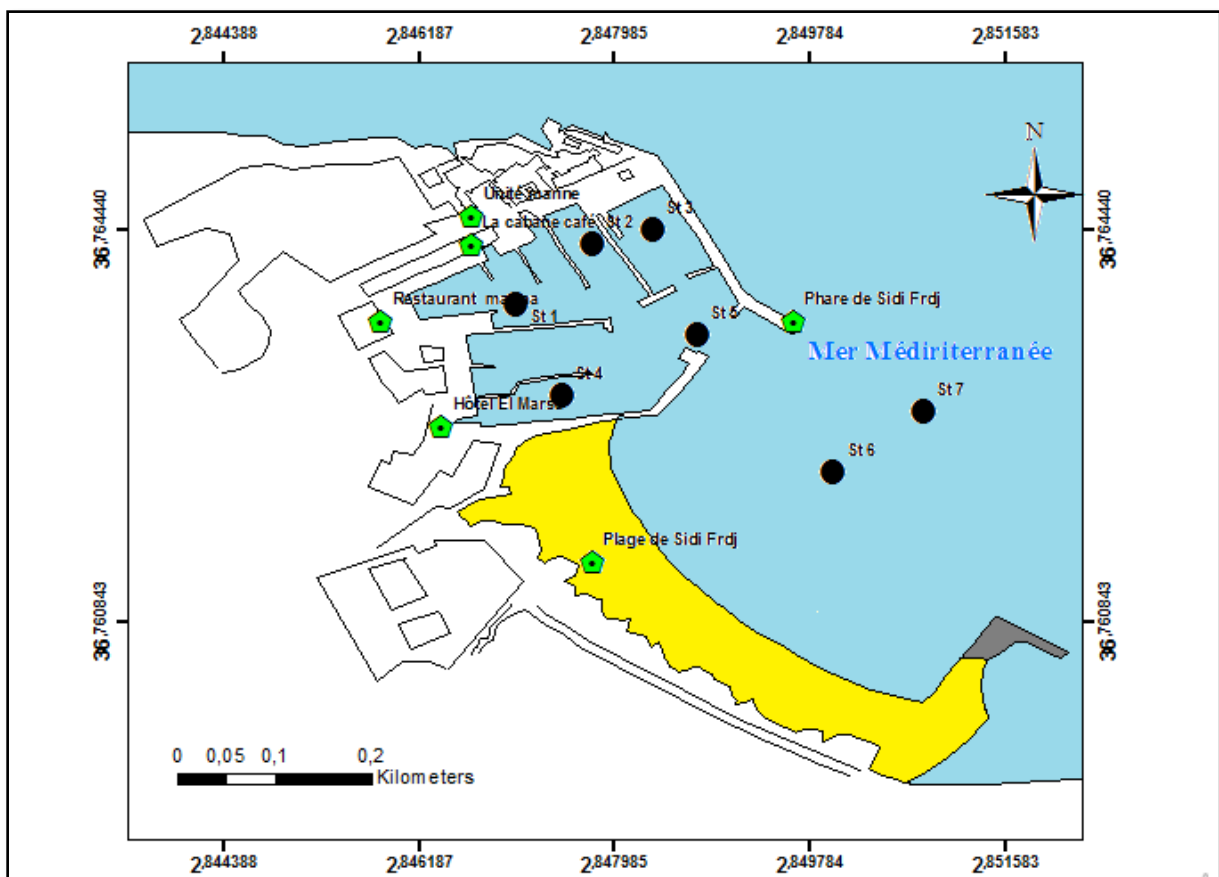 2,844388 2,846187 2,847985 2,849784 2,851583
N
Unité marine
36,764440
La cabane café
St 2
St 3
36,764440
Restaurant marina
St 1
St 5
Phare de Sidi Frdj
Mer Médiriterranée
St 4
Hôtel El Marsa
St 7
St 6
Plage de Sidi Frdj
36,760843
36,760843
0 0,05 0,1 0,2
Kilometers
2,844388 2,846187 2,847985 2,849784 2,851583